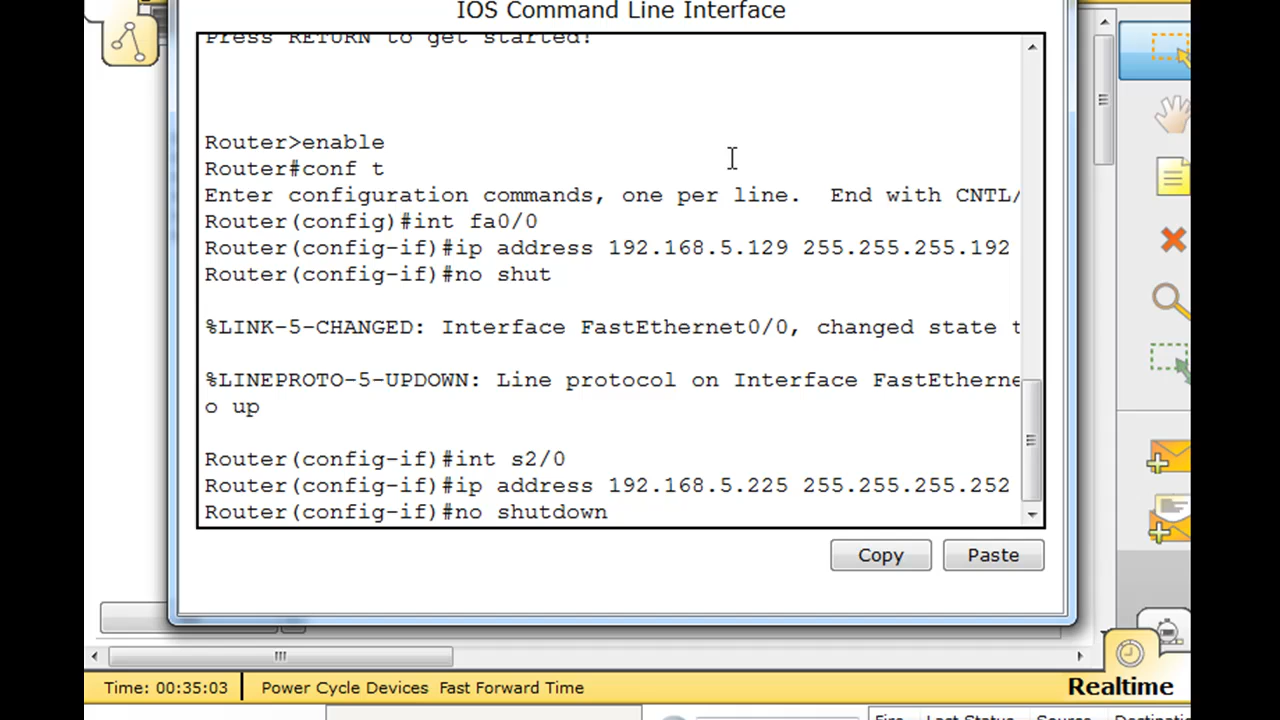 IOS Command Line Interface
Press RETURN to get started!
Router>enable
Router#conf t
Enter configuration commands, one per line.  End with CNTL/
Router(config)#int fa0/0
Router(config-if)#ip address 192.168.5.129 255.255.255.192
Router(config-if)#no shut
%LINK-5-CHANGED: Interface FastEthernet0/0, changed state t
%LINEPROTO-5-UPDOWN: Line protocol on Interface FastEtherne
o up
Router(config-if)#int s2/0
Router(config-if)#ip address 192.168.5.225 255.255.255.252
Router(config-if)#no shutdown
Copy
Paste
Time: 00:35:03
Power Cycle Devices
Fast Forward Time
Realtime
Fire
Last Status
Source
Destinatio